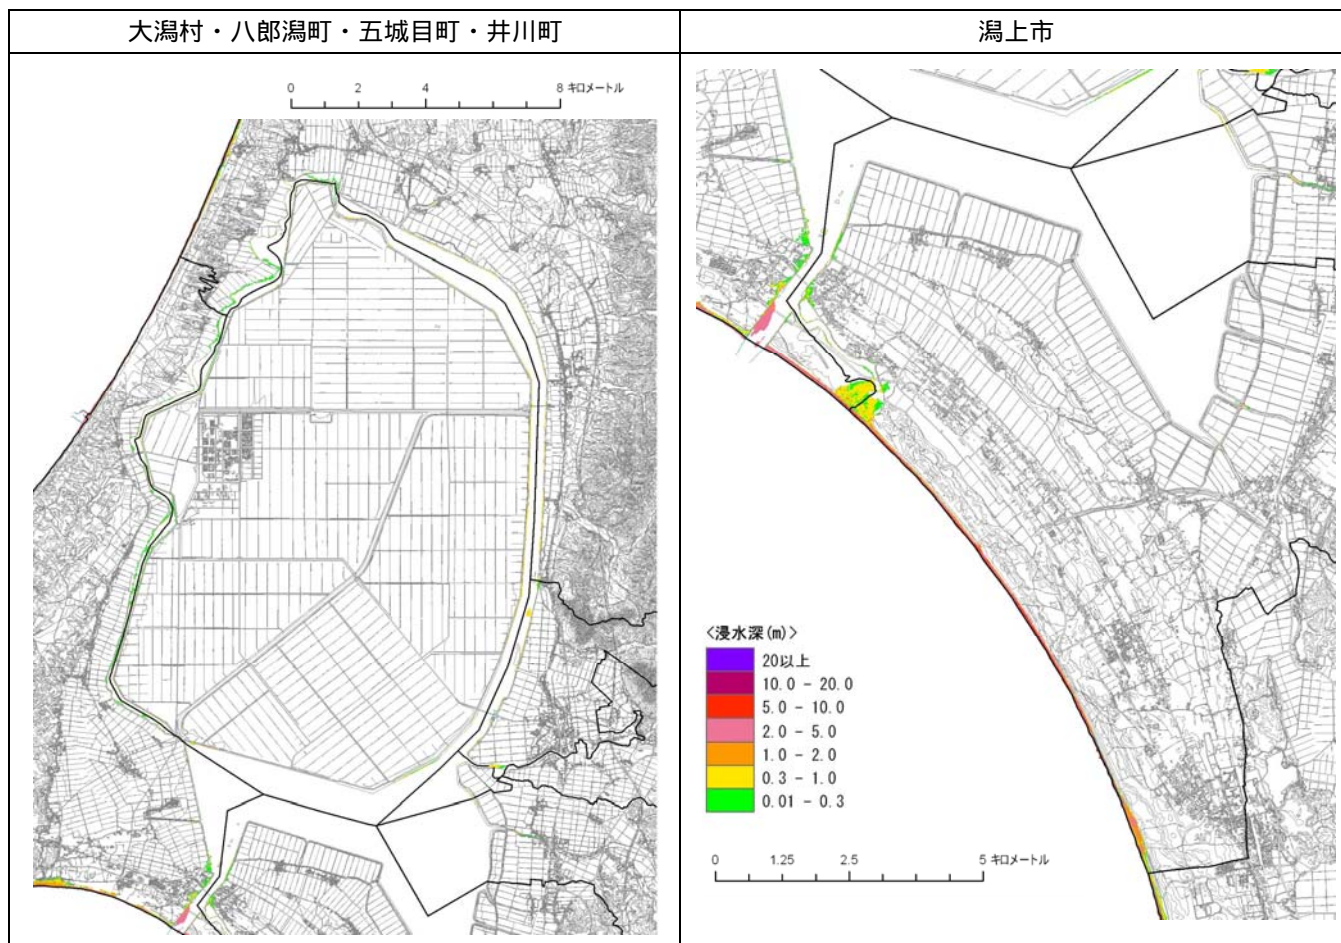 大潟村・八郎潟町・五城目町・井川町
潟上市
0 2 4 8 キロメートル
<浸水深(m)>
20以上
10.0 - 20.0
5.0 - 10.0
2.0 - 5.0
1.0 - 2.0
0.3 - 1.0
0.01 - 0.3
0 1.25 2.5 5 キロメートル